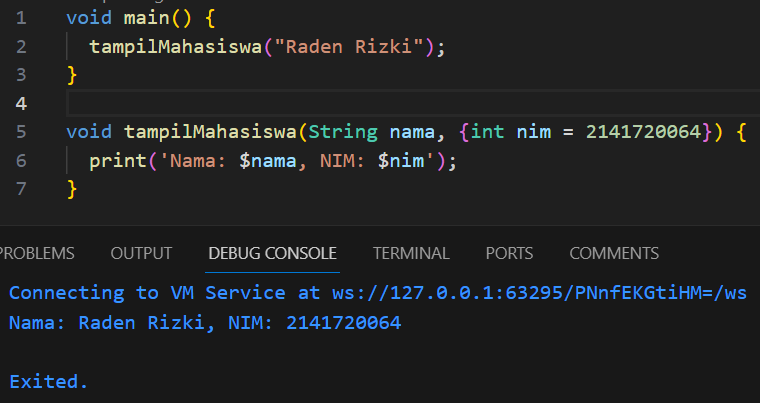 1 void main() {
2 tampilMahasiswa("Raden Rizki");
3 }
4
5 void tampilMahasiswa(String nama, {int nim = 2141720064}) {
6 print('Nama: $nama, NIM: $nim');
7 }
PROBLEMS OUTPUT DEBUG CONSOLE TERMINAL PORTS COMMENTS
Connecting to VM Service at ws://127.0.0.1:63295/PNnfEKGtiHM=/ws
Nama: Raden Rizki, NIM: 2141720064
Exited.